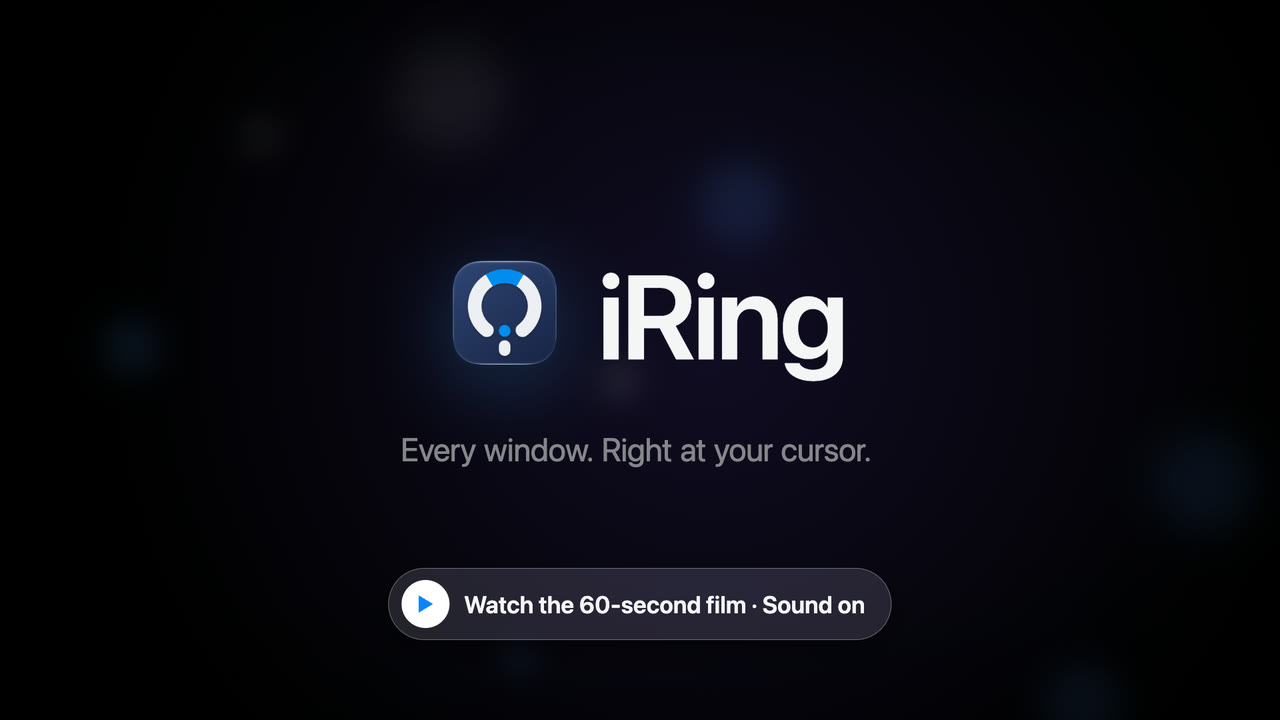 iRing
Every window. Right at your cursor.
Watch the 60-second film · Sound on